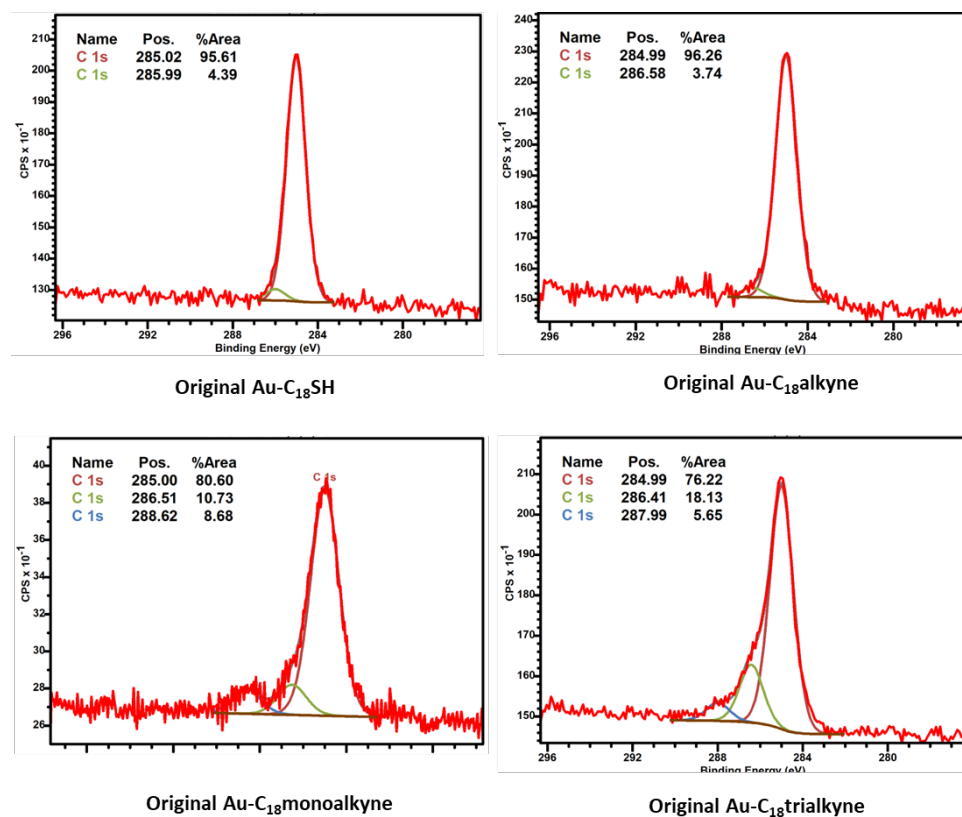 Name Pos. %Area
C 1s 285.02 95.61
C 1s 285.99 4.39
210
200
190
180
170
160
150
140
130
CPS x 10⁻¹
296 292 288 284 280
Binding Energy (eV)
Original Au-C₁₈SH
Name Pos. %Area
C 1s 284.99 96.26
C 1s 286.58 3.74
240
230
220
210
200
190
180
170
160
150
CPS x 10⁻¹
296 292 288 284 280
Binding Energy (eV)
Original Au-C₁₈alkyne
Name Pos. %Area
C 1s 285.00 80.60
C 1s 286.51 10.73
C 1s 288.62 8.68
C 1s
40
38
36
34
32
30
28
26
CPS x 10⁻¹
Original Au-C₁₈monoalkyne
Name Pos. %Area
C 1s 284.99 76.22
C 1s 286.41 18.13
C 1s 287.99 5.65
210
200
190
180
170
160
150
CPS x 10⁻¹
296 292 288 284 280
Binding Energy (eV)
Original Au-C₁₈trialkyne